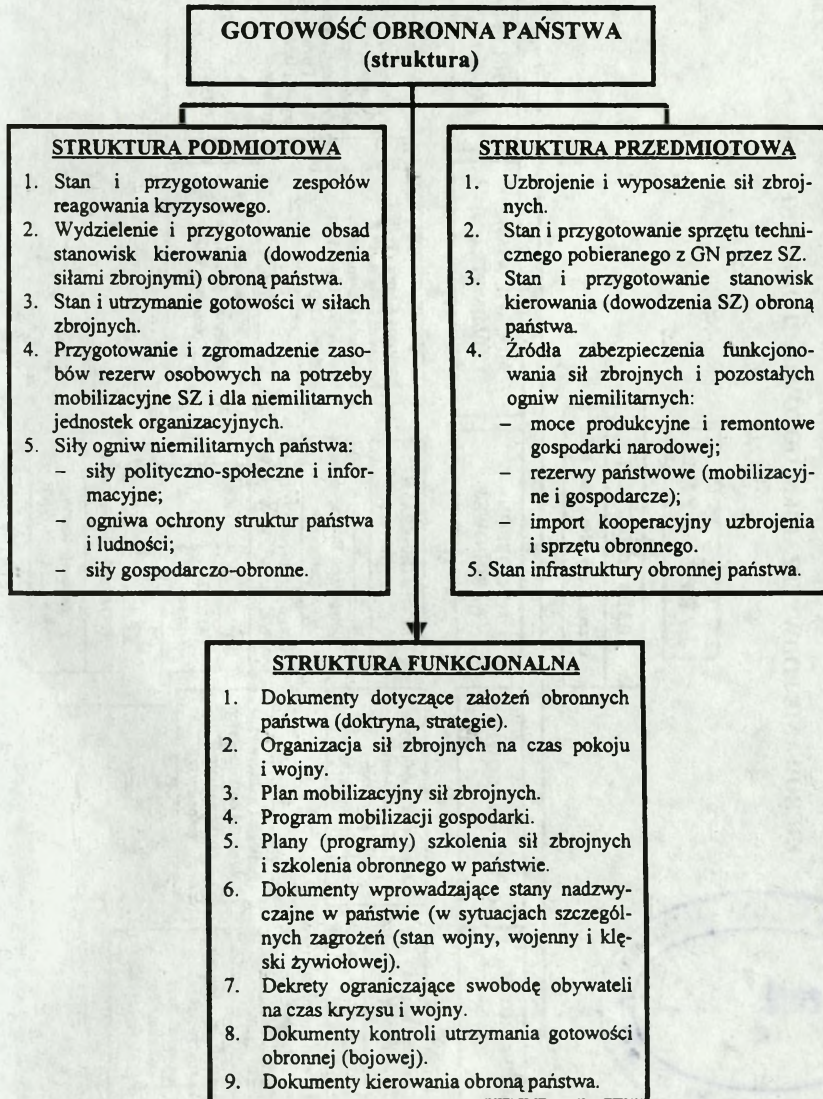 GOTOWOŚĆ OBRONNA PAŃSTWA
(struktura)
STRUKTURA PODMIOTOWA
1. Stan i przygotowanie zespołów
reagowania kryzysowego.
2. Wydzielenie i przygotowanie obsad
stanowisk kierowania (dowodzenia
siłami zbrojnymi) obroną państwa.
3. Stan i utrzymanie gotowości w siłach
zbrojnych.
4. Przygotowanie i zgromadzenie zaso-
bów rezerw osobowych na potrzeby
mobilizacyjne SZ i dla niemilitarnych
jednostek organizacyjnych.
5. Siły ogniw niemilitarnych państwa:
– siły polityczno-społeczne i infor-
macyjne;
– ogniwa ochrony struktur państwa
i ludności;
– siły gospodarczo-obronne.
STRUKTURA PRZEDMIOTOWA
1. Uzbrojenie i wyposażenie sił zbroj-
nych.
2. Stan i przygotowanie sprzętu techni-
cznego pobieranego z GN przez SZ.
3. Stan i przygotowanie stanowisk
kierowania (dowodzenia SZ) obroną
państwa.
4. Źródła zabezpieczenia funkcjono-
wania sił zbrojnych i pozostałych
ogniw niemilitarnych:
– moce produkcyjne i remontowe
gospodarki narodowej;
– rezerwy państwowe (mobilizacyj-
ne i gospodarcze);
– import kooperacyjny uzbrojenia
i sprzętu obronnego.
5. Stan infrastruktury obronnej państwa.
STRUKTURA FUNKCJONALNA
1. Dokumenty dotyczące założeń obronnych
państwa (doktryna, strategie).
2. Organizacja sił zbrojnych na czas pokoju
i wojny.
3. Plan mobilizacyjny sił zbrojnych.
4. Program mobilizacji gospodarki.
5. Plany (programy) szkolenia sił zbrojnych
i szkolenia obronnego w państwie.
6. Dokumenty wprowadzające stany nadzwy-
czajne w państwie (w sytuacjach szczegól-
nych zagrożeń (stan wojny, wojenny i klę-
ski żywiołowej).
7. Dekrety ograniczające swobodę obywateli
na czas kryzysu i wojny.
8. Dokumenty kontroli utrzymania gotowości
obronnej (bojowej).
9. Dokumenty kierowania obroną państwa.